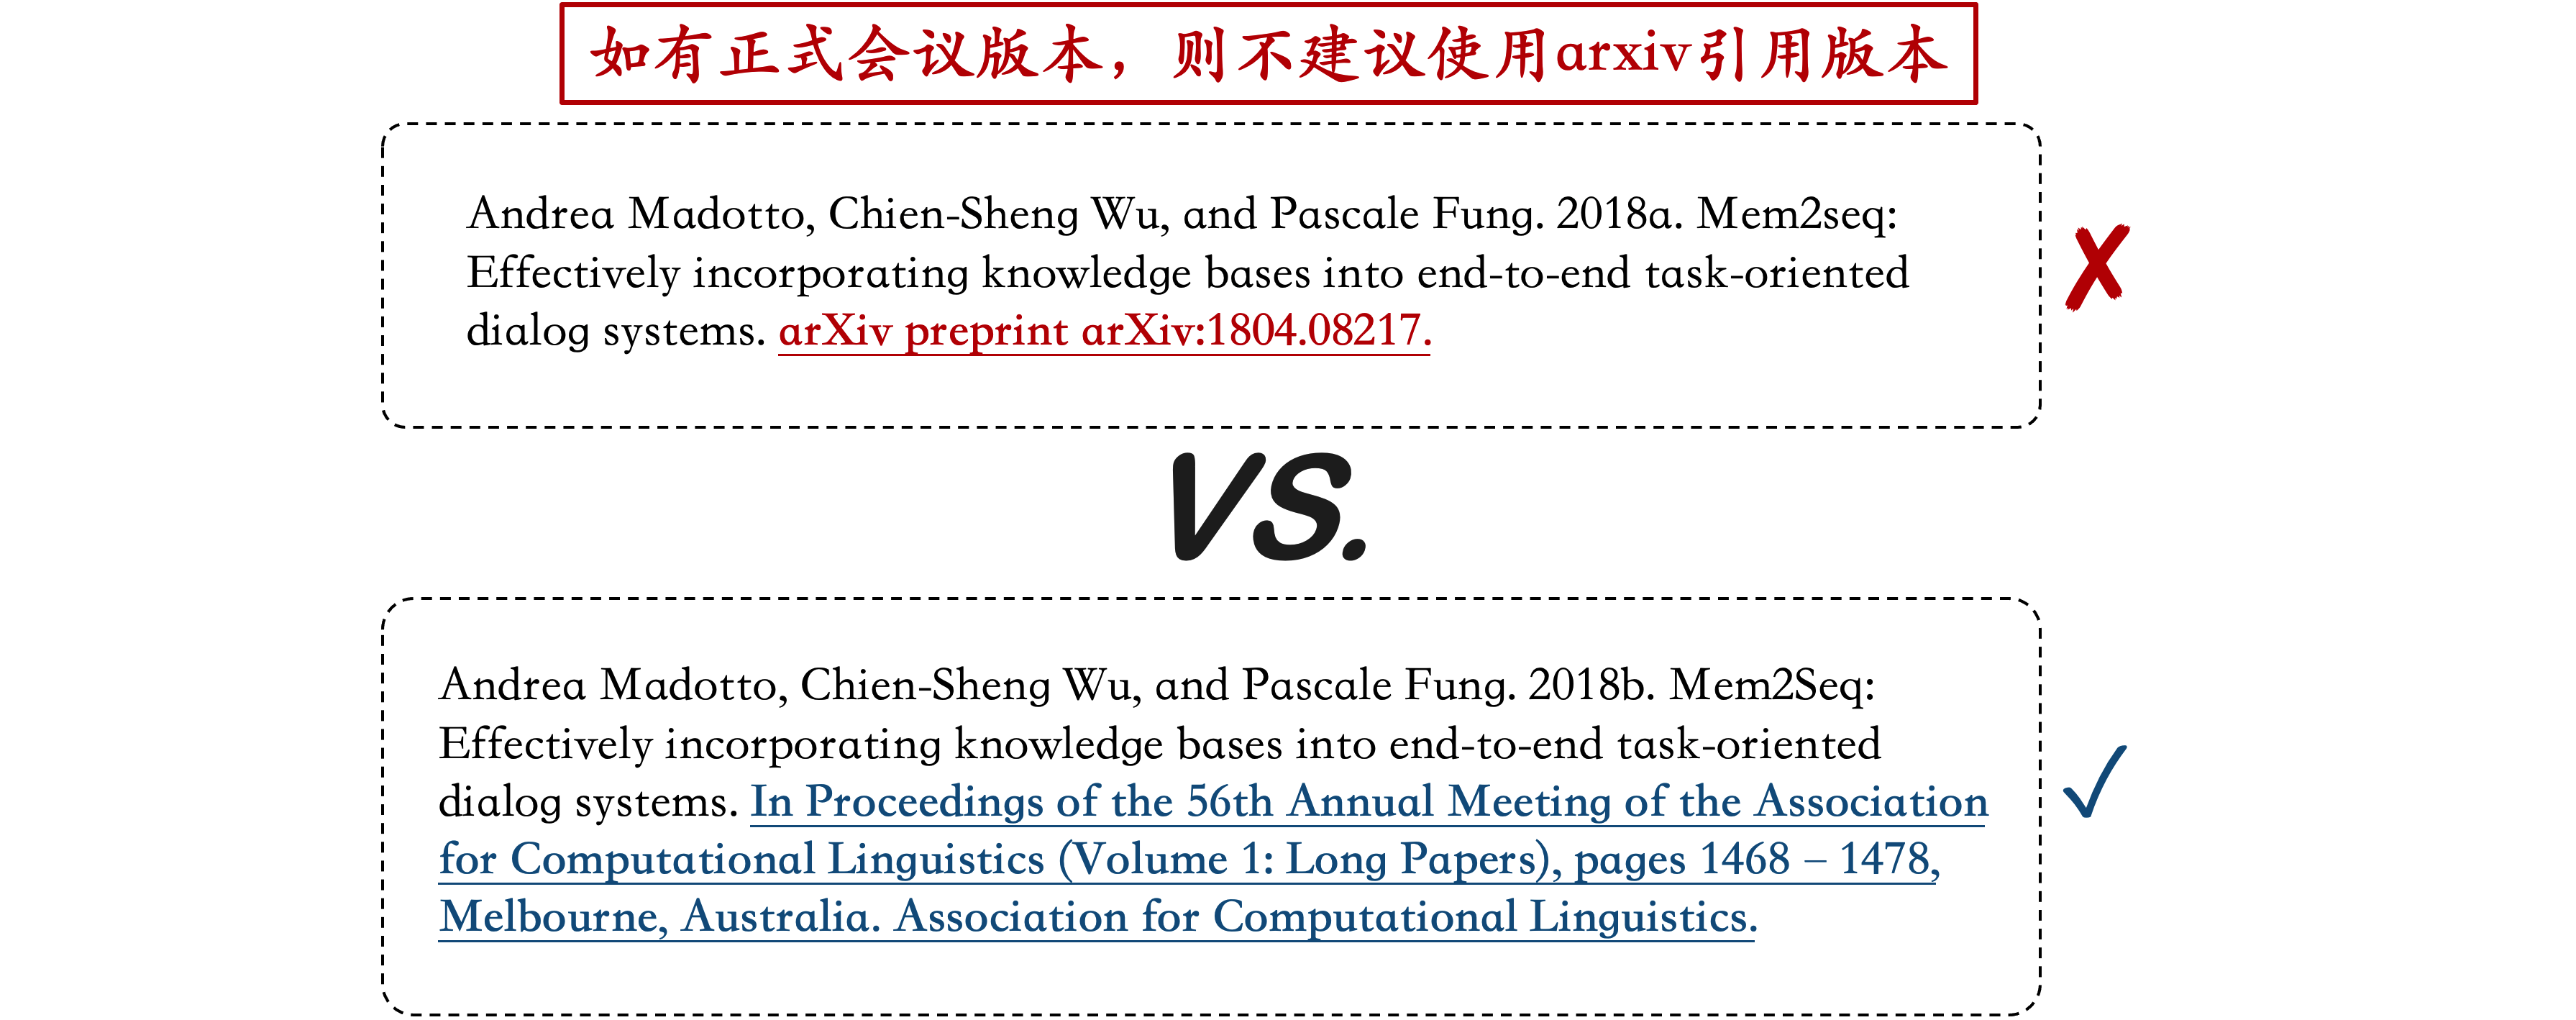 如有正式会议版本，则不建议使用arxiv引用版本
Andrea Madotto, Chien-Sheng Wu, and Pascale Fung. 2018a. Mem2seq:
Effectively incorporating knowledge bases into end-to-end task-oriented
dialog systems. arXiv preprint arXiv:1804.08217.
VS.
Andrea Madotto, Chien-Sheng Wu, and Pascale Fung. 2018b. Mem2Seq:
Effectively incorporating knowledge bases into end-to-end task-oriented
dialog systems. In Proceedings of the 56th Annual Meeting of the Association
for Computational Linguistics (Volume 1: Long Papers), pages 1468 – 1478,
Melbourne, Australia. Association for Computational Linguistics.